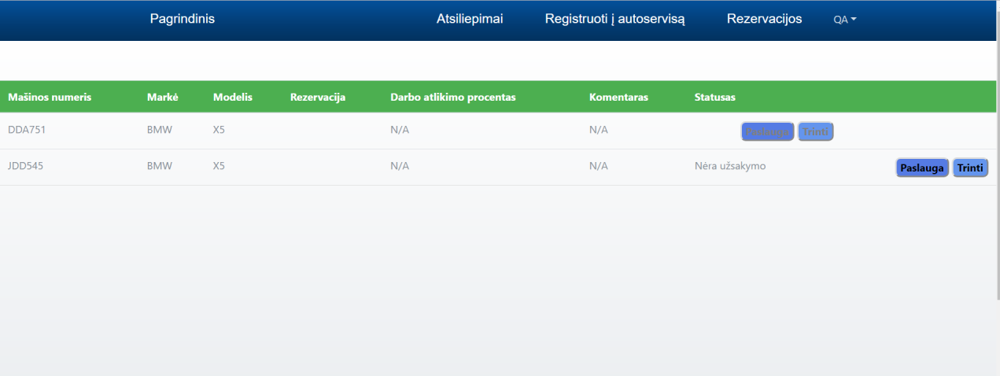 Pagrindinis Atsiliepimai Registruoti į autoservisą Rezervacijos QA
Mašinos numeris Markė Modelis Rezervacija Darbo atlikimo procentas Komentaras Statusas
DDA751 BMW X5 N/A N/A Paslauga Trinti
JDD545 BMW X5 N/A N/A Nėra užsakymo Paslauga Trinti